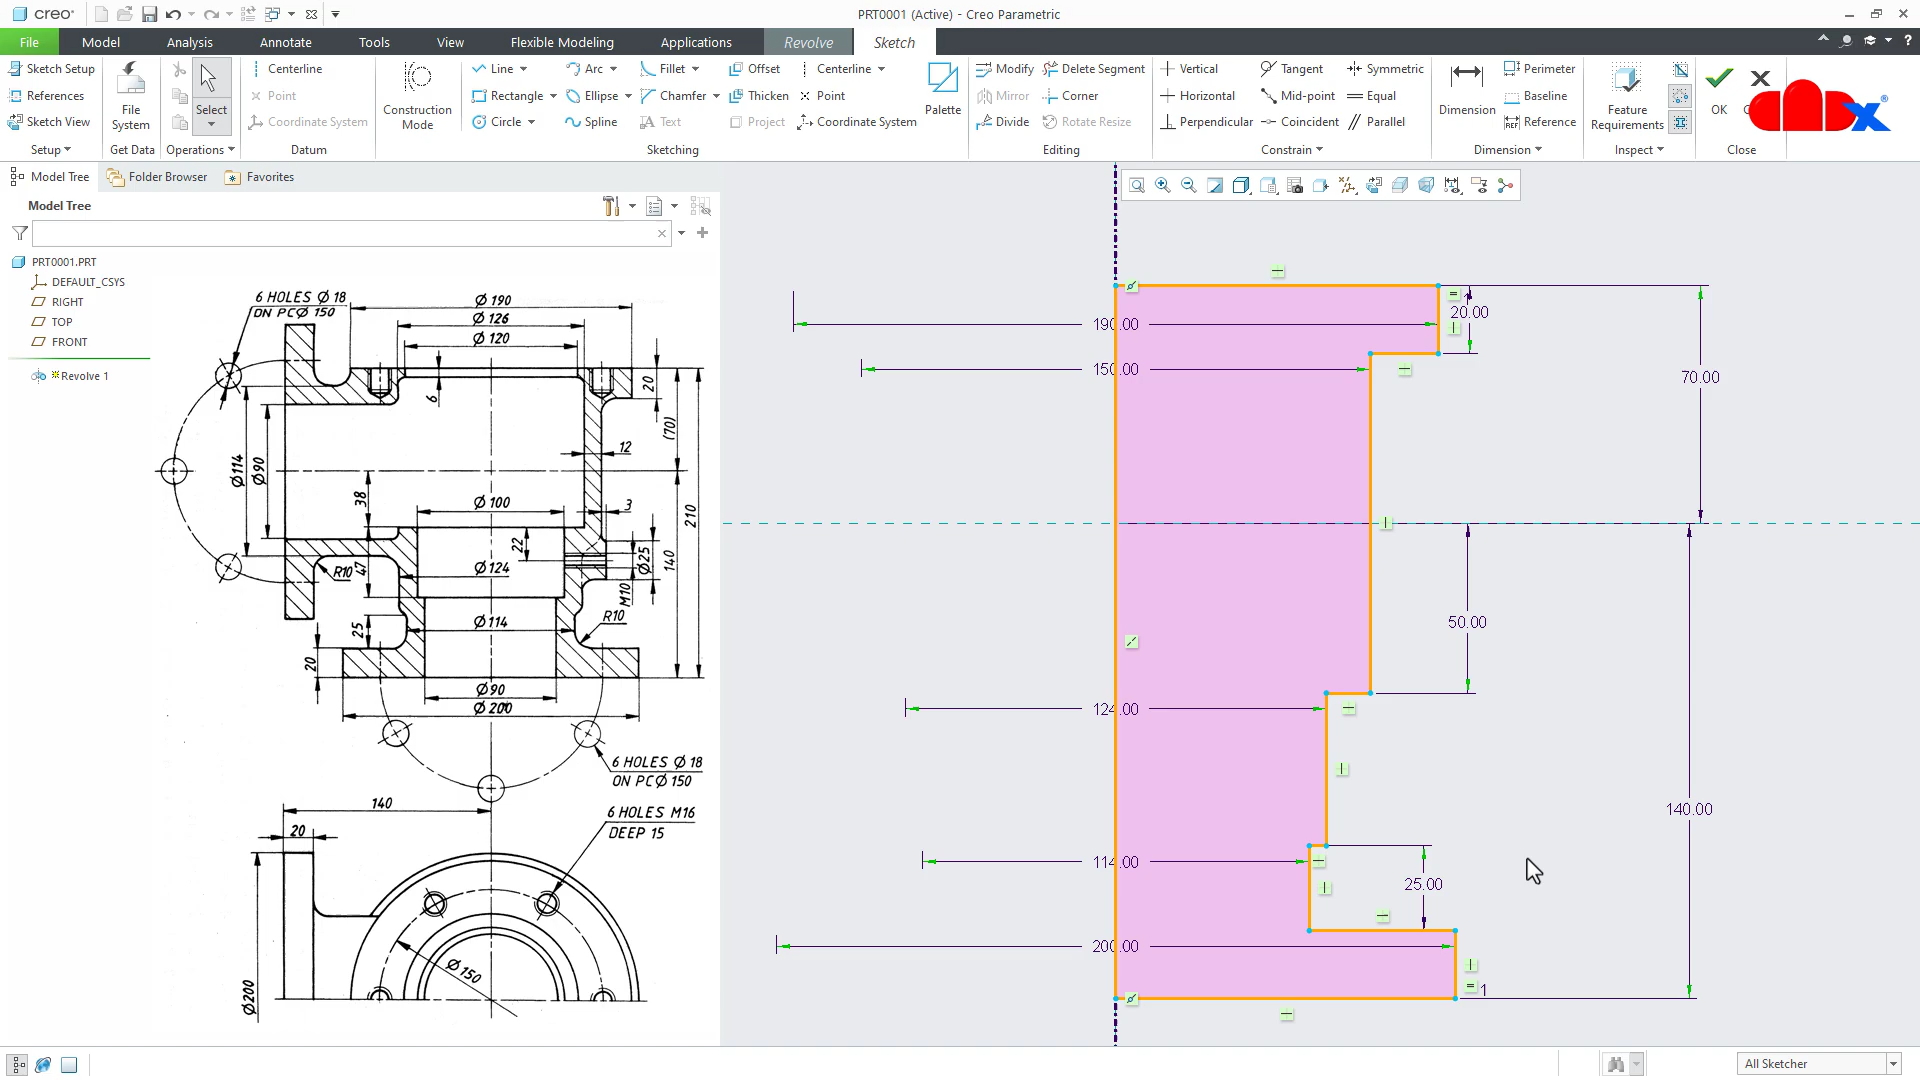 creo
PRT0001 (Active) - Creo Parametric
File Model Analysis Annotate Tools View Flexible Modeling Applications Revolve Sketch
Sketch Setup
References
Sketch View
Setup
File System
Get Data
Select
Operations
Centerline
Point
Coordinate System
Datum
Construction Mode
Line Arc Fillet Offset Centerline
Rectangle Ellipse Chamfer Thicken Point
Circle Spline Text Project Coordinate System
Palette
Sketching
Modify Delete Segment
Mirror Corner
Divide Rotate Resize
Editing
Vertical Tangent Symmetric
Horizontal Mid-point Equal
Perpendicular Coincident Parallel
Constrain
Dimension
Perimeter
Baseline
REF Reference
Dimension
Feature Requirements
Inspect
OK
Close
Model Tree Folder Browser Favorites
Model Tree
PRT0001.PRT
DEFAULT_CSYS
RIGHT
TOP
FRONT
Revolve 1
6 HOLES Ø 18
ON PCØ 150
Ø 190
Ø 126
Ø 120
6
20
(70)
12
Ø114
Ø90
38
Ø 100
3
210
22
Ø25
140
R10
47
Ø 124
M10
R10
25
Ø 114
20
Ø 90
Ø 200
6 HOLES Ø 18
ON PCØ 150
140
6 HOLES M16
DEEP 15
20
Ø 150
Ø200
190.00
20.00
1
150.00
70.00
50.00
124.00
140.00
114.00
25.00
200.00
1
All Sketcher